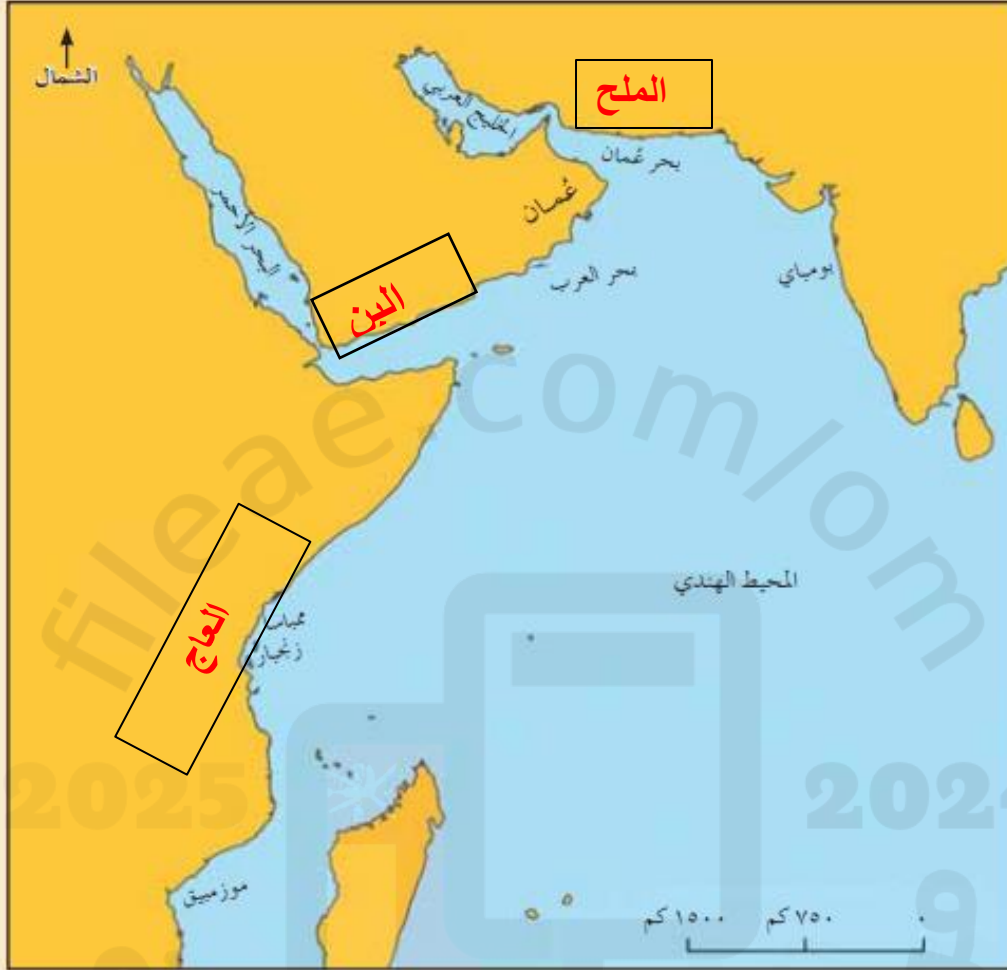 الشمال
الملح
الخليج العربي
بحر عُمان
عُمان
البحر الأحمر
بحر العرب
بومباي
البن
fileae.com/om
المحيط الهندي
العاج
ممباسا
زنجبار
2025
202
موزمبيق
١٥٠٠ كم
٧٥٠ كم
٠